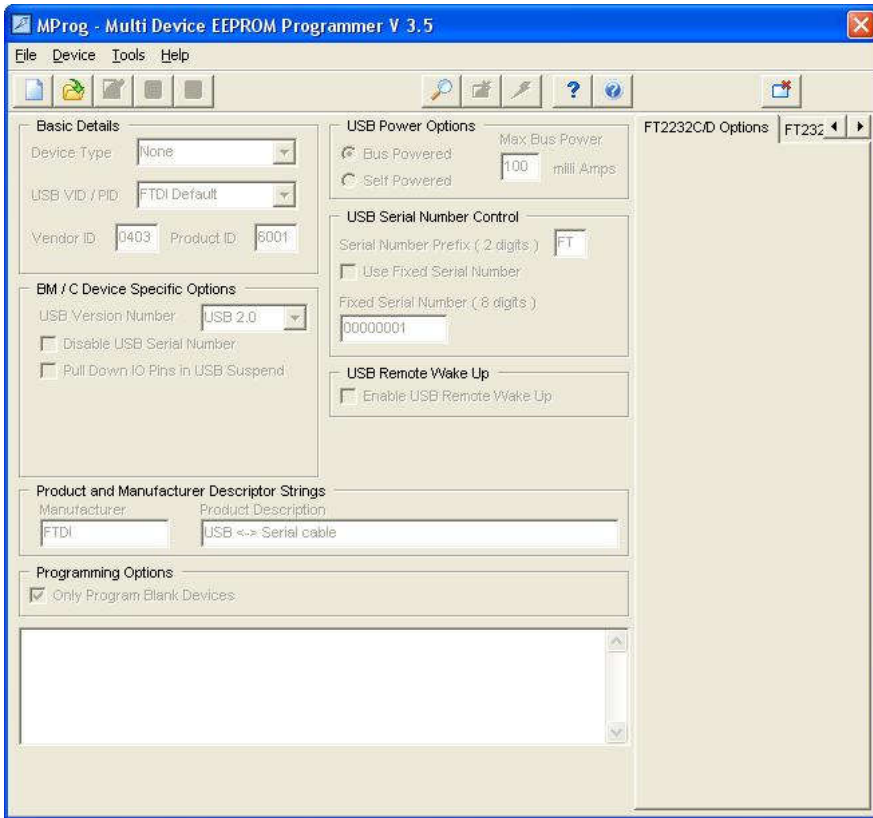 MProg - Multi Device EEPROM Programmer V 3.5
File Device Tools Help
Basic Details
Device Type None
USB VID / PID FTDI Default
Vendor ID 0403 Product ID 6001
BM / C Device Specific Options
USB Version Number USB 2.0
Disable USB Serial Number
Pull Down IO Pins in USB Suspend
USB Power Options
Max Bus Power
Bus Powered
100 milli Amps
Self Powered
USB Serial Number Control
Serial Number Prefix ( 2 digits ) FT
Use Fixed Serial Number
Fixed Serial Number ( 8 digits )
00000001
USB Remote Wake Up
Enable USB Remote Wake Up
FT2232C/D Options FT232
Product and Manufacturer Descriptor Strings
Manufacturer Product Description
FTDI USB <-> Serial cable
Programming Options
Only Program Blank Devices